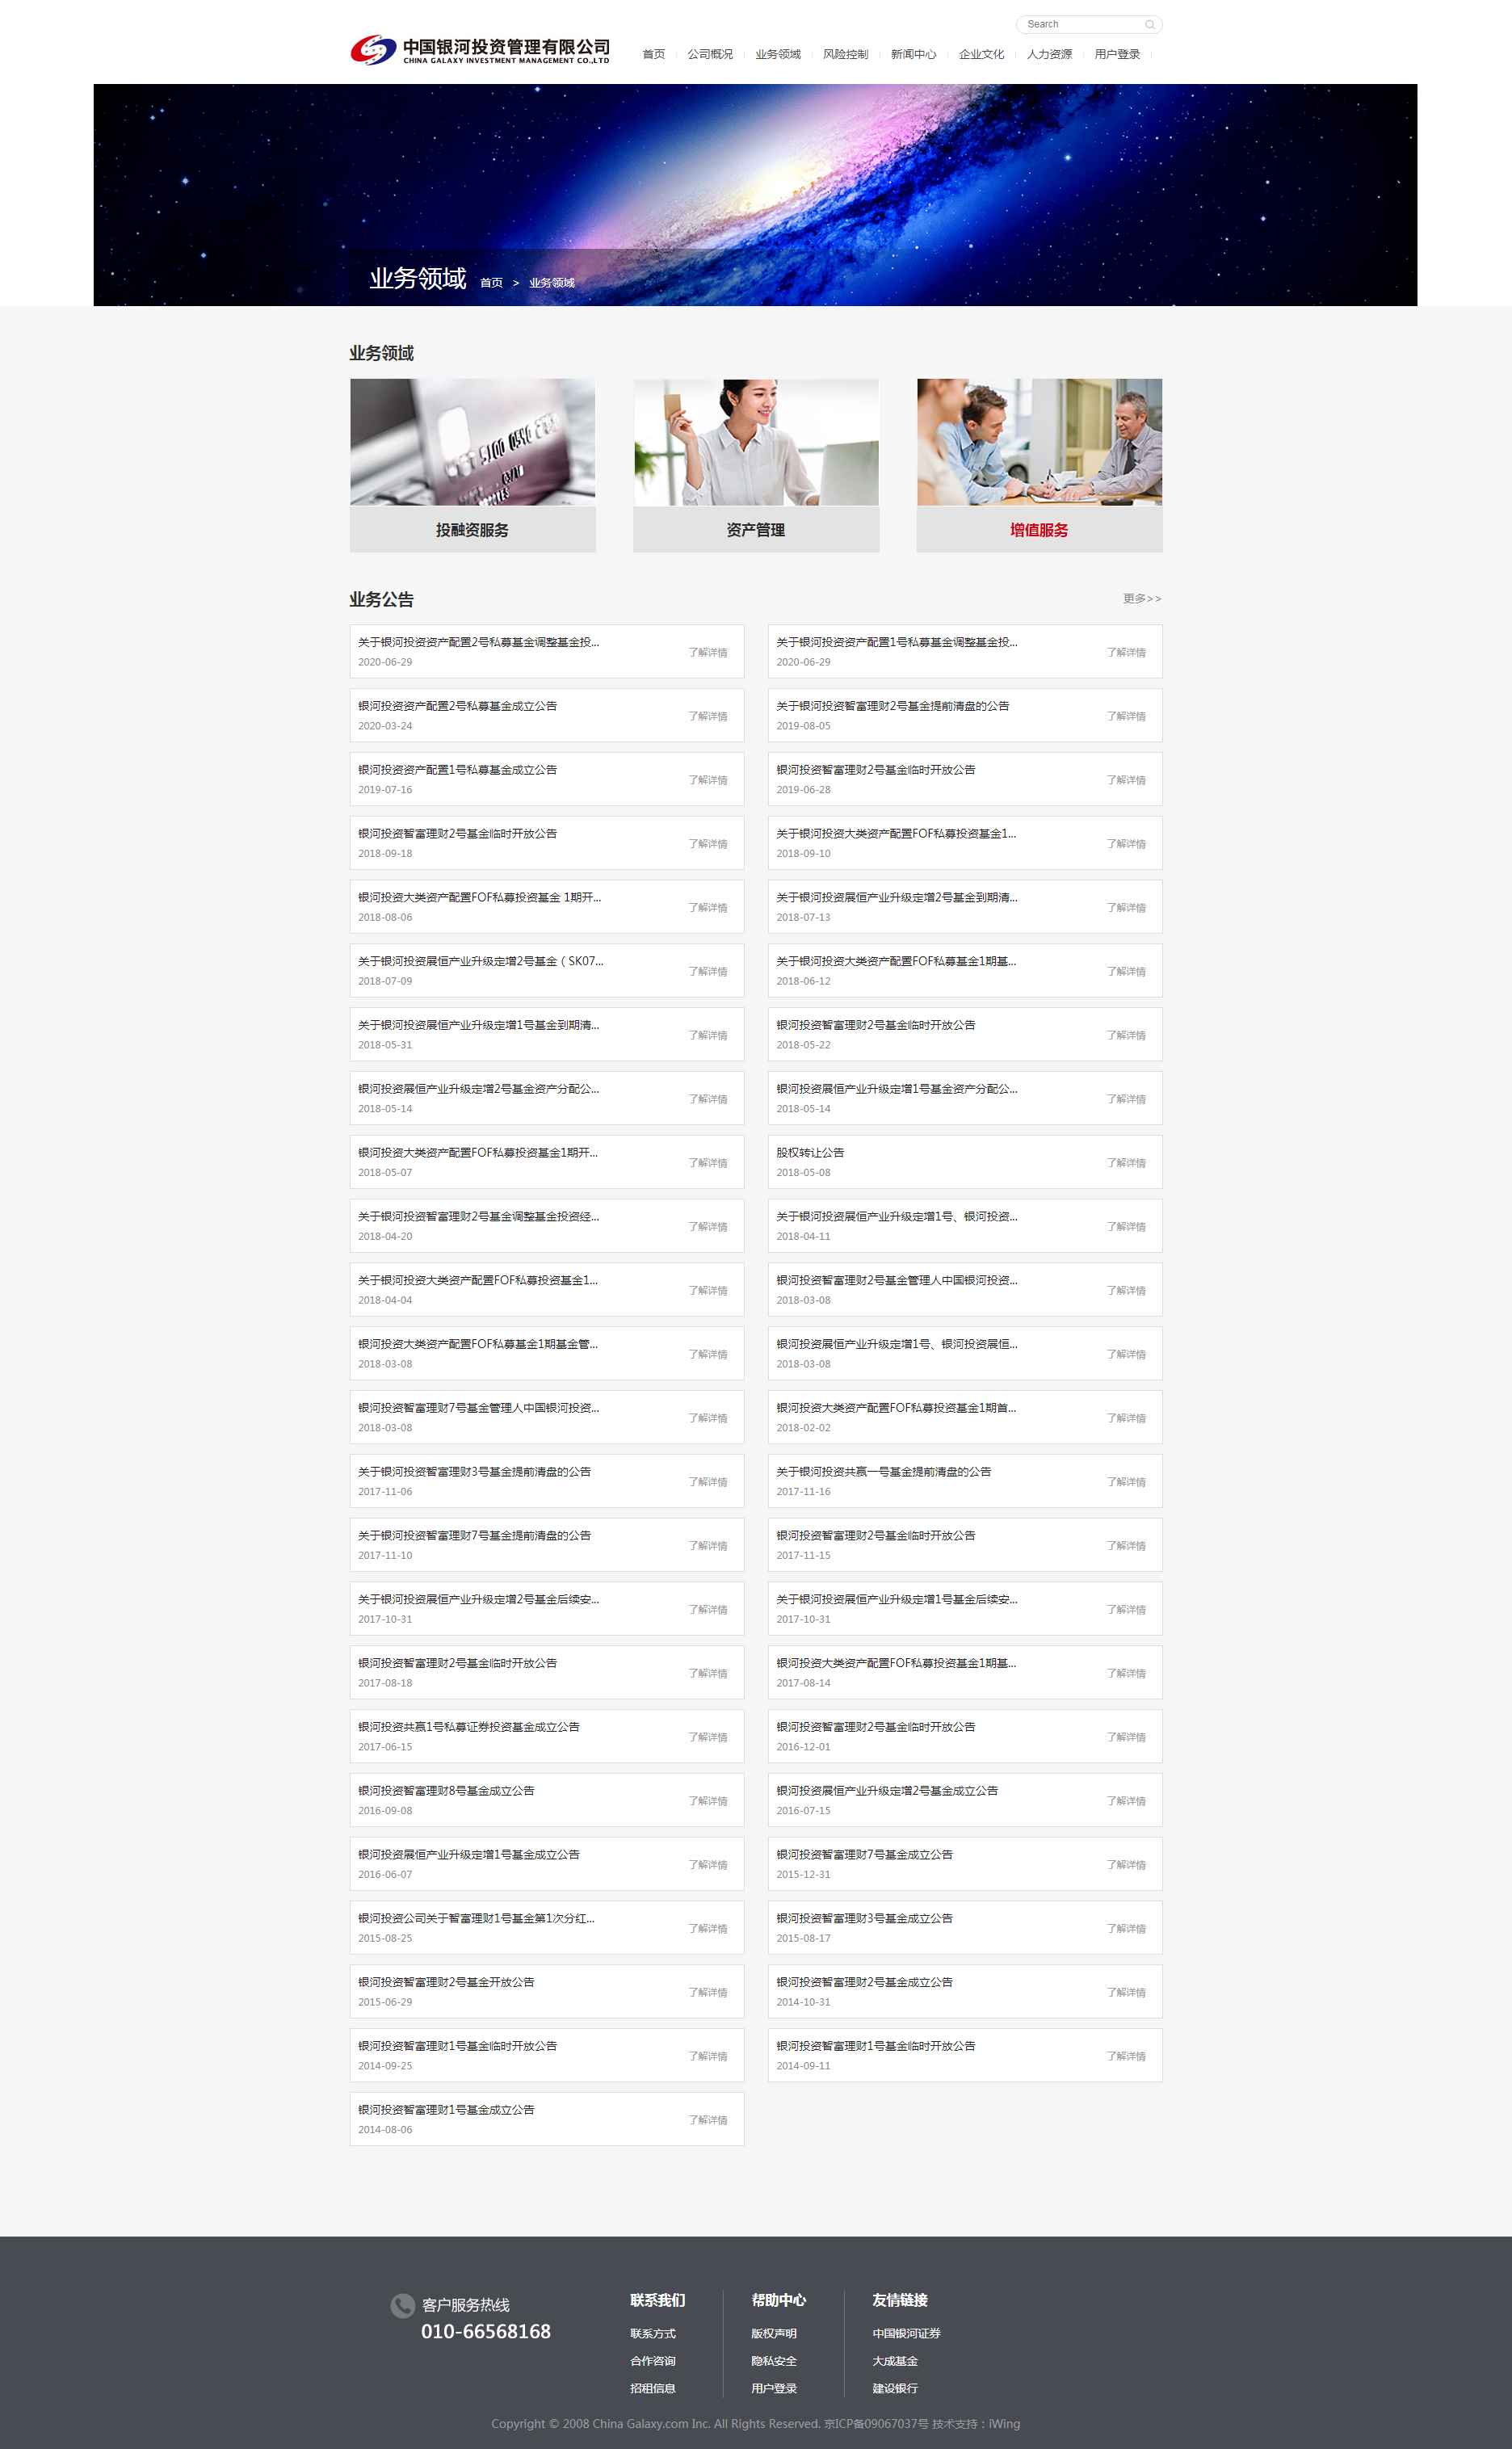 Search
中国银河投资管理有限公司
CHINA GALAXY INVESTMENT MANAGEMENT CO.,LTD
首页 公司概况 业务领域 风险控制 新闻中心 企业文化 人力资源 用户登录
业务领域 首页 > 业务领域
业务领域
投融资服务 资产管理 增值服务
业务公告 更多>>
关于银河投资资产配置2号私募基金调整基金投...
2020-06-29
了解详情
关于银河投资资产配置1号私募基金调整基金投...
2020-06-29
了解详情
银河投资资产配置2号私募基金成立公告
2020-03-24
了解详情
关于银河投资智富理财2号基金提前清盘的公告
2019-08-05
了解详情
银河投资资产配置1号私募基金成立公告
2019-07-16
了解详情
银河投资智富理财2号基金临时开放公告
2019-06-28
了解详情
银河投资智富理财2号基金临时开放公告
2018-09-18
了解详情
关于银河投资大类资产配置FOF私募投资基金1...
2018-09-10
了解详情
银河投资大类资产配置FOF私募投资基金 1期开...
2018-08-06
了解详情
关于银河投资展恒产业升级定增2号基金到期清...
2018-07-13
了解详情
关于银河投资展恒产业升级定增2号基金（SK07...
2018-07-09
了解详情
关于银河投资大类资产配置FOF私募基金1期基...
2018-06-12
了解详情
关于银河投资展恒产业升级定增1号基金到期清...
2018-05-31
了解详情
银河投资智富理财2号基金临时开放公告
2018-05-22
了解详情
银河投资展恒产业升级定增2号基金资产分配公...
2018-05-14
了解详情
银河投资展恒产业升级定增1号基金资产分配公...
2018-05-14
了解详情
银河投资大类资产配置FOF私募投资基金1期开...
2018-05-07
了解详情
股权转让公告
2018-05-08
了解详情
关于银河投资智富理财2号基金调整基金投资经...
2018-04-20
了解详情
关于银河投资展恒产业升级定增1号、银河投资...
2018-04-11
了解详情
关于银河投资大类资产配置FOF私募投资基金1...
2018-04-04
了解详情
银河投资智富理财2号基金管理人中国银河投资...
2018-03-08
了解详情
银河投资大类资产配置FOF私募基金1期基金管...
2018-03-08
了解详情
银河投资展恒产业升级定增1号、银河投资展恒...
2018-03-08
了解详情
银河投资智富理财7号基金管理人中国银河投资...
2018-03-08
了解详情
银河投资大类资产配置FOF私募投资基金1期首...
2018-02-02
了解详情
关于银河投资智富理财3号基金提前清盘的公告
2017-11-06
了解详情
关于银河投资共赢一号基金提前清盘的公告
2017-11-16
了解详情
关于银河投资智富理财7号基金提前清盘的公告
2017-11-10
了解详情
银河投资智富理财2号基金临时开放公告
2017-11-15
了解详情
关于银河投资展恒产业升级定增2号基金后续安...
2017-10-31
了解详情
关于银河投资展恒产业升级定增1号基金后续安...
2017-10-31
了解详情
银河投资智富理财2号基金临时开放公告
2017-08-18
了解详情
银河投资大类资产配置FOF私募投资基金1期基...
2017-08-14
了解详情
银河投资共赢1号私募证券投资基金成立公告
2017-06-15
了解详情
银河投资智富理财2号基金临时开放公告
2016-12-01
了解详情
银河投资智富理财8号基金成立公告
2016-09-08
了解详情
银河投资展恒产业升级定增2号基金成立公告
2016-07-15
了解详情
银河投资展恒产业升级定增1号基金成立公告
2016-06-07
了解详情
银河投资智富理财7号基金成立公告
2015-12-31
了解详情
银河投资公司关于智富理财1号基金第1次分红...
2015-08-25
了解详情
银河投资智富理财3号基金成立公告
2015-08-17
了解详情
银河投资智富理财2号基金开放公告
2015-06-29
了解详情
银河投资智富理财2号基金成立公告
2014-10-31
了解详情
银河投资智富理财1号基金临时开放公告
2014-09-25
了解详情
银河投资智富理财1号基金临时开放公告
2014-09-11
了解详情
银河投资智富理财1号基金成立公告
2014-08-06
了解详情
客户服务热线
010-66568168
联系我们
联系方式
合作咨询
招租信息
帮助中心
版权声明
隐私安全
用户登录
友情链接
中国银河证券
大成基金
建设银行
Copyright © 2008 China Galaxy.com Inc. All Rights Reserved. 京ICP备09067037号 技术支持：iWing